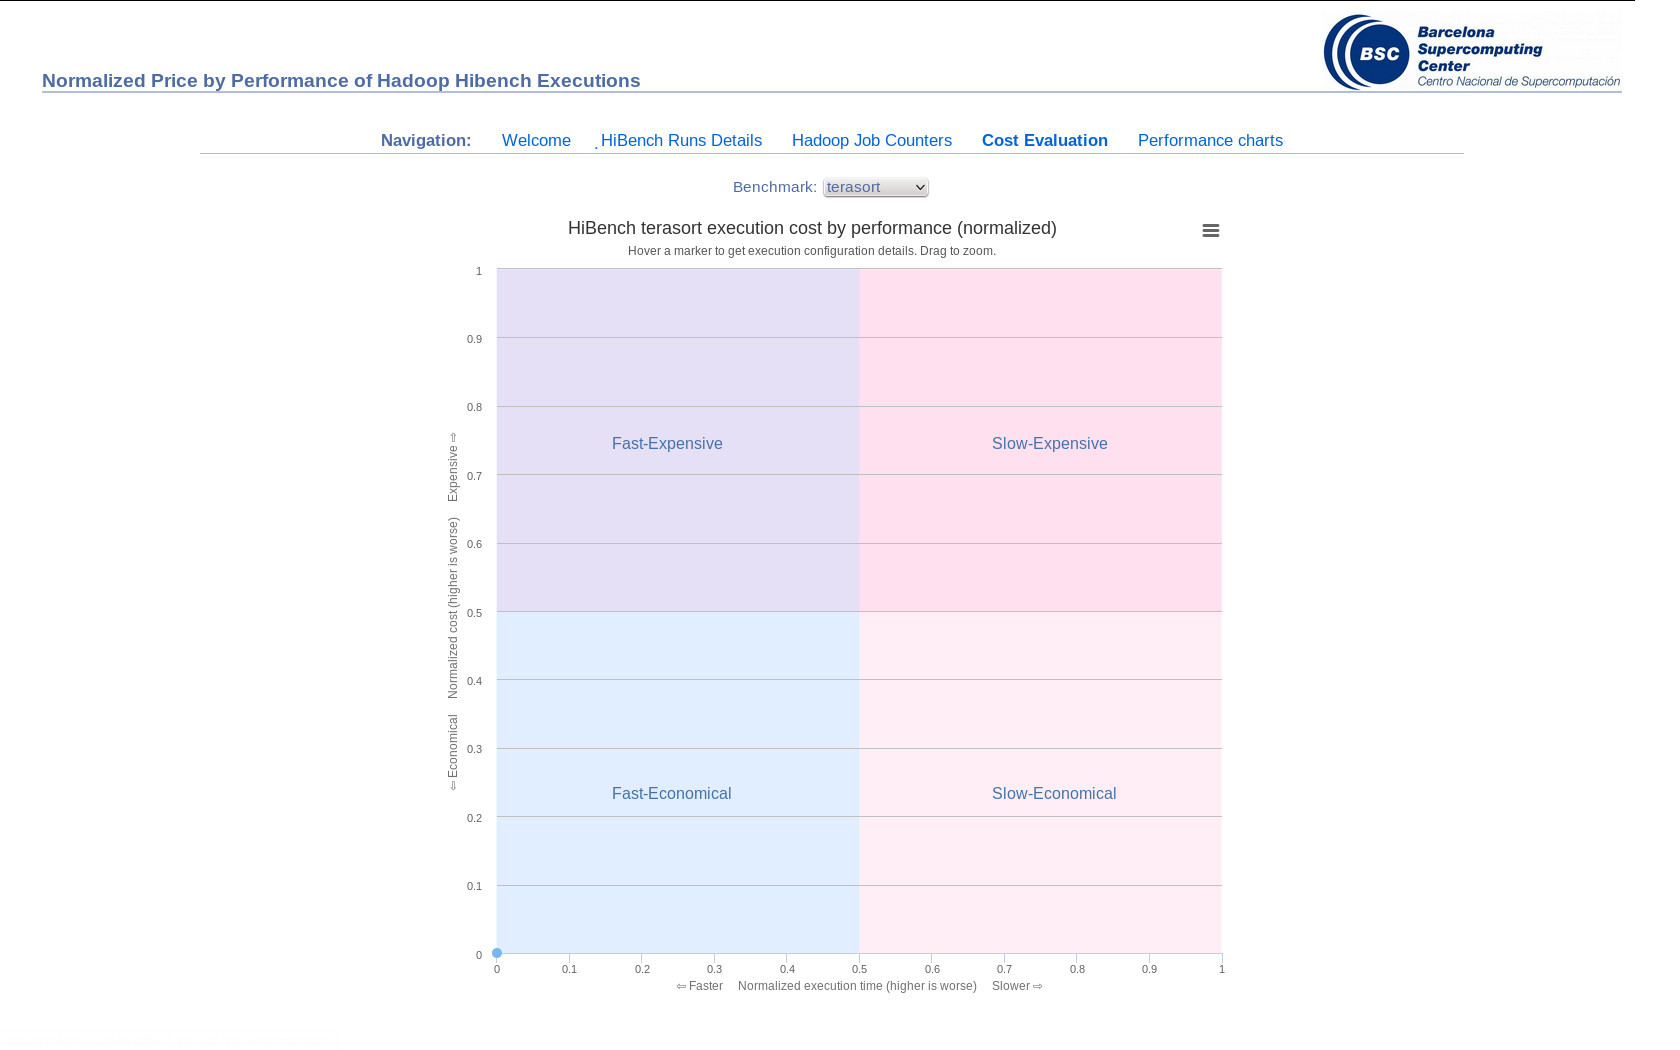 BSC
Barcelona
Supercomputing
Center
Centro Nacional de Supercomputación
Normalized Price by Performance of Hadoop Hibench Executions
Navigation: Welcome HiBench Runs Details Hadoop Job Counters Cost Evaluation Performance charts
Benchmark: terasort
HiBench terasort execution cost by performance (normalized)
Hover a marker to get execution configuration details. Drag to zoom.
1
0.9
0.8
0.7
0.6
0.5
0.4
0.3
0.2
0.1
0
⇦ Economical Normalized cost (higher is worse) Expensive ⇨
Fast-Expensive Slow-Expensive
Fast-Economical Slow-Economical
0 0.1 0.2 0.3 0.4 0.5 0.6 0.7 0.8 0.9 1
⇦ Faster Normalized execution time (higher is worse) Slower ⇨